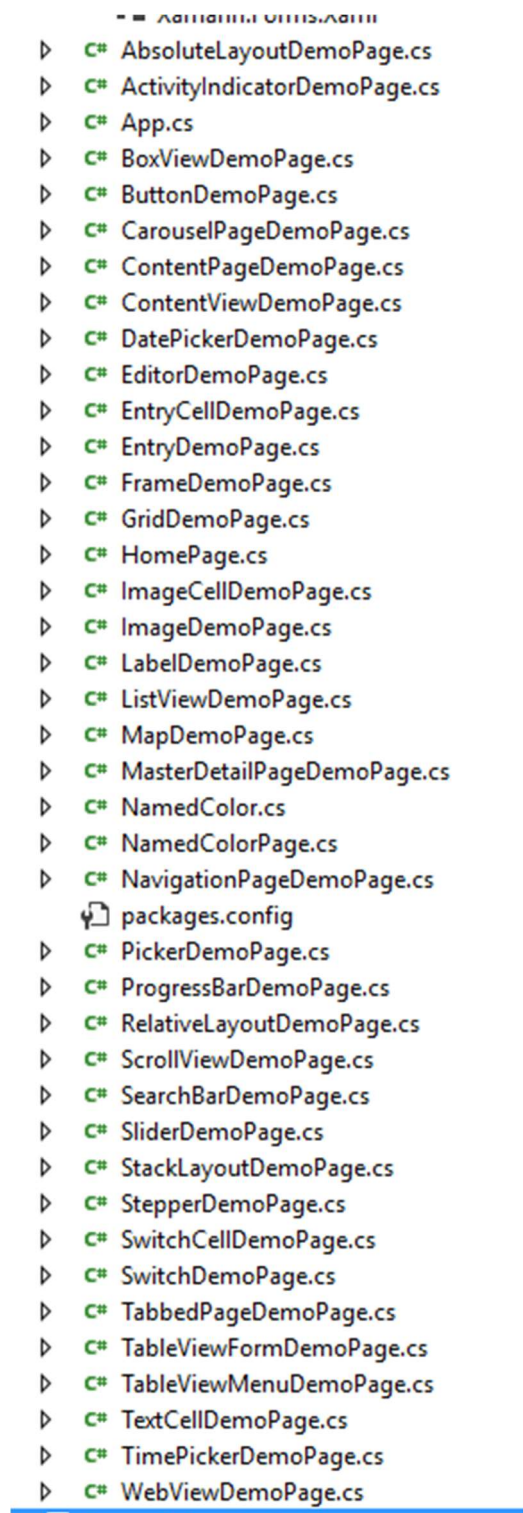 Xamarin.Forms.Xaml
C# AbsoluteLayoutDemoPage.cs
C# ActivityIndicatorDemoPage.cs
C# App.cs
C# BoxViewDemoPage.cs
C# ButtonDemoPage.cs
C# CarouselPageDemoPage.cs
C# ContentPageDemoPage.cs
C# ContentViewDemoPage.cs
C# DatePickerDemoPage.cs
C# EditorDemoPage.cs
C# EntryCellDemoPage.cs
C# EntryDemoPage.cs
C# FrameDemoPage.cs
C# GridDemoPage.cs
C# HomePage.cs
C# ImageCellDemoPage.cs
C# ImageDemoPage.cs
C# LabelDemoPage.cs
C# ListViewDemoPage.cs
C# MapDemoPage.cs
C# MasterDetailPageDemoPage.cs
C# NamedColor.cs
C# NamedColorPage.cs
C# NavigationPageDemoPage.cs
packages.config
C# PickerDemoPage.cs
C# ProgressBarDemoPage.cs
C# RelativeLayoutDemoPage.cs
C# ScrollViewDemoPage.cs
C# SearchBarDemoPage.cs
C# SliderDemoPage.cs
C# StackLayoutDemoPage.cs
C# StepperDemoPage.cs
C# SwitchCellDemoPage.cs
C# SwitchDemoPage.cs
C# TabbedPageDemoPage.cs
C# TableViewFormDemoPage.cs
C# TableViewMenuDemoPage.cs
C# TextCellDemoPage.cs
C# TimePickerDemoPage.cs
C# WebViewDemoPage.cs